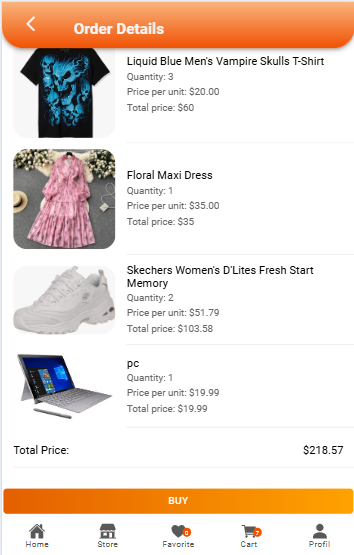 Order Details
Liquid Blue Men's Vampire Skulls T-Shirt
Quantity: 3
Price per unit: $20.00
Total price: $60
Floral Maxi Dress
Quantity: 1
Price per unit: $35.00
Total price: $35
Skechers Women's D'Lites Fresh Start
Memory
Quantity: 2
Price per unit: $51.79
Total price: $103.58
pc
Quantity: 1
Price per unit: $19.99
Total price: $19.99
Total Price: $218.57
BUY
0 7
Home Store Favorite Cart Profil